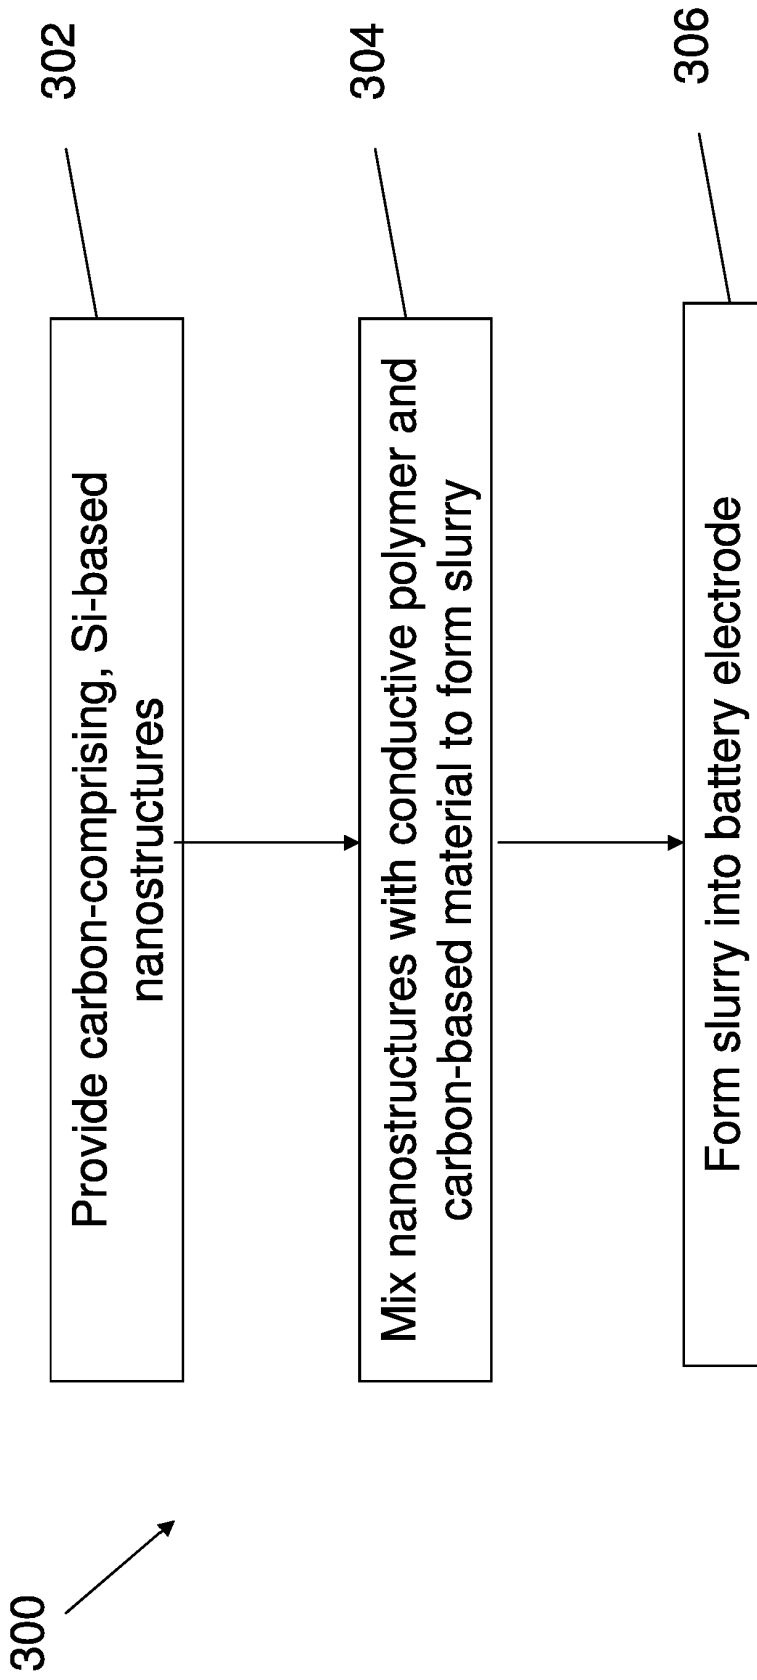 300
302
Provide carbon-comprising, Si-based
nanostructures
304
Mix nanostructures with conductive polymer and
carbon-based material to form slurry
306
Form slurry into battery electrode